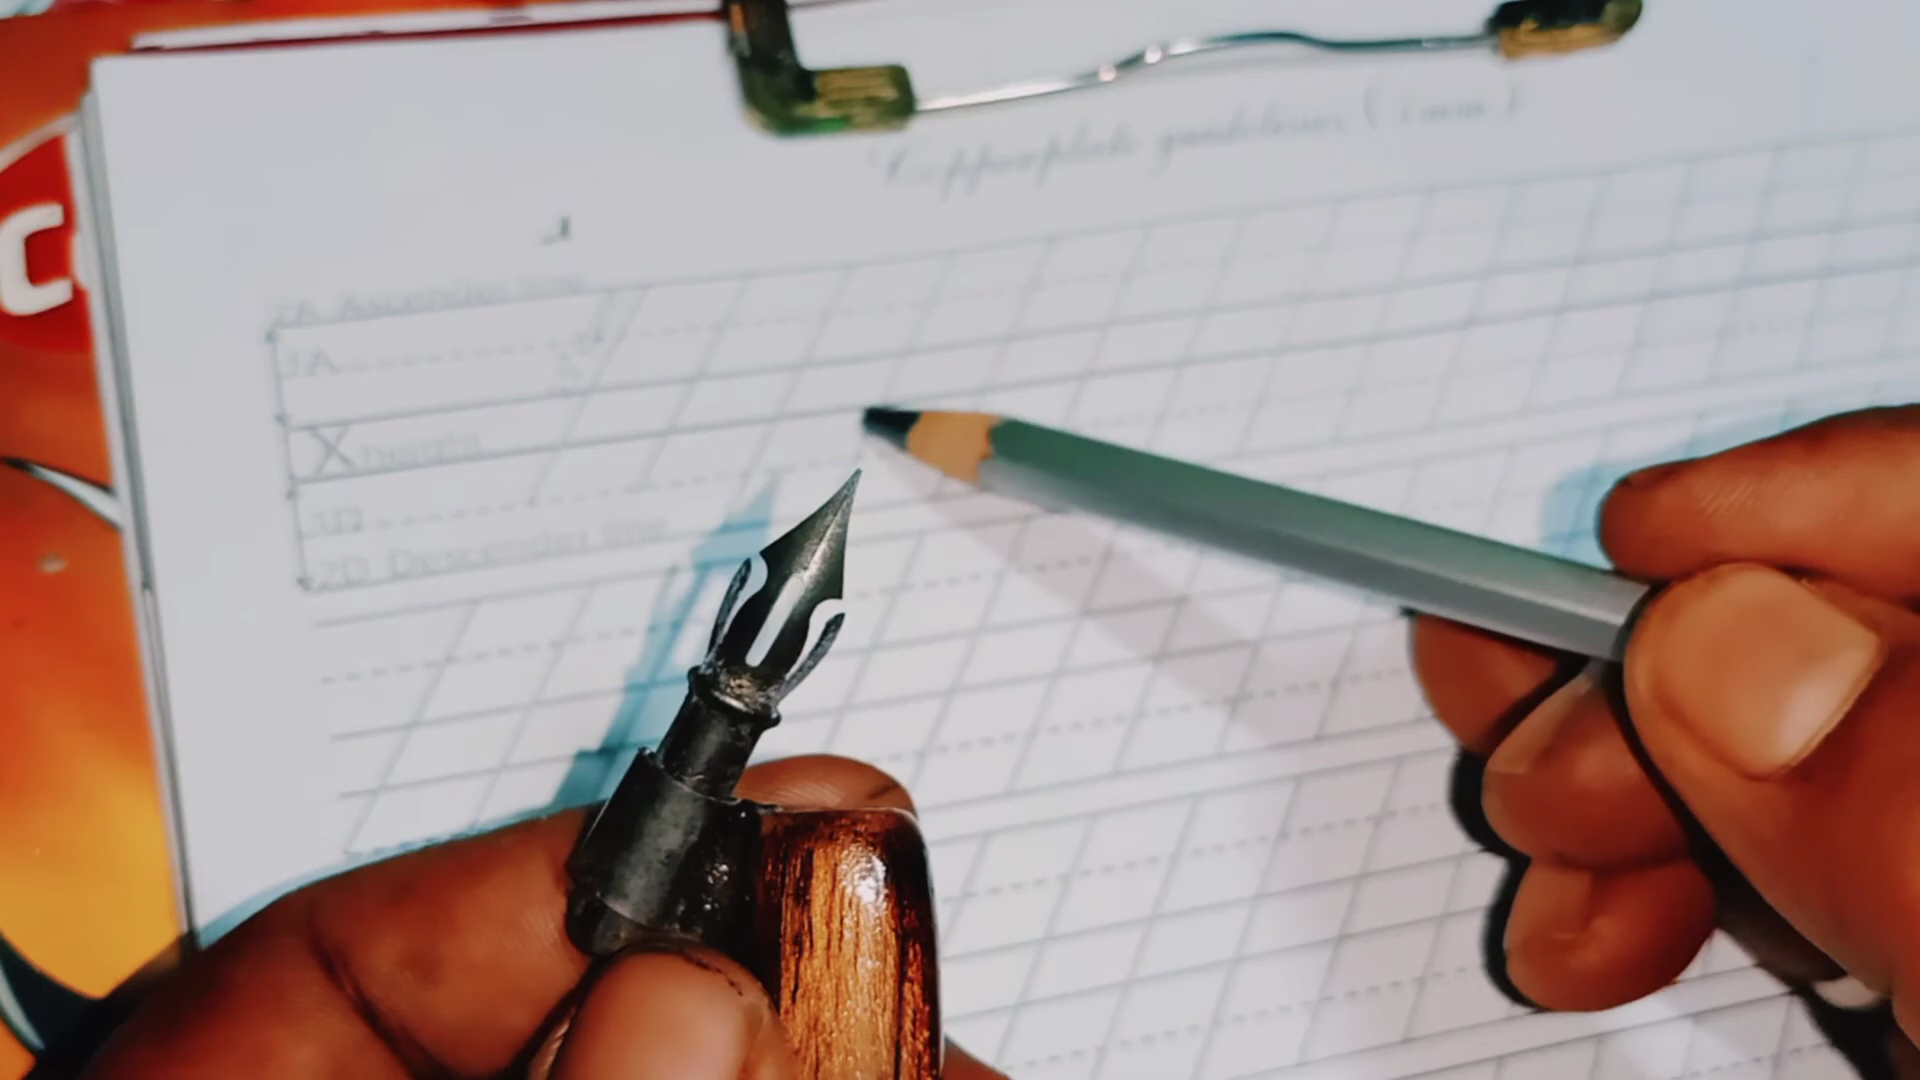 Copperplate guidelines (
2A Ascender line
1A
X height
1D
2D Descender line